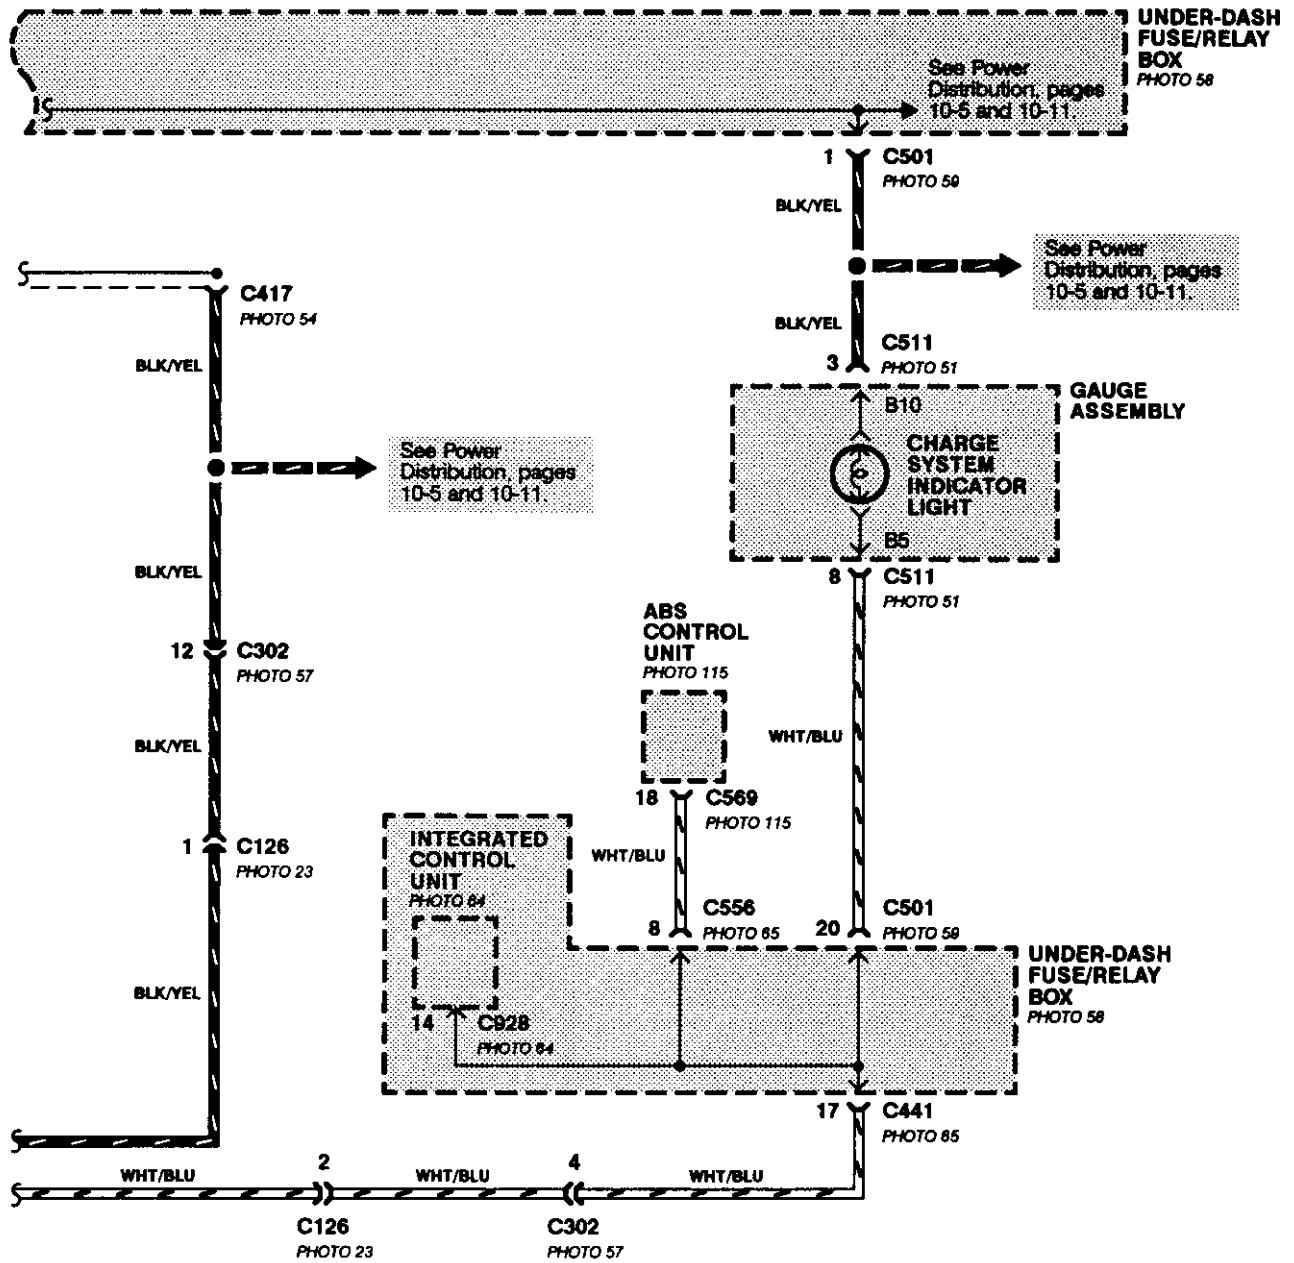 UNDER-DASH
FUSE/RELAY
BOX
PHOTO 58
See Power
Distribution, pages
10-5 and 10-11.
1 C501
PHOTO 59
BLK/YEL
See Power
Distribution, pages
10-5 and 10-11.
C417
PHOTO 54
BLK/YEL
C511
3 PHOTO 51
BLK/YEL
GAUGE
ASSEMBLY
B10
CHARGE
SYSTEM
INDICATOR
LIGHT
See Power
Distribution, pages
10-5 and 10-11.
B5
8 C511
PHOTO 51
BLK/YEL
ABS
CONTROL
UNIT
PHOTO 115
12 C302
PHOTO 57
WHT/BLU
BLK/YEL
18 C569
PHOTO 115
1 C126
PHOTO 23
INTEGRATED
CONTROL
UNIT
PHOTO 64
WHT/BLU
8 C556
PHOTO 65
20 C501
PHOTO 59
UNDER-DASH
FUSE/RELAY
BOX
PHOTO 58
BLK/YEL
14 C928
PHOTO 64
17 C441
PHOTO 65
WHT/BLU 2 WHT/BLU 4 WHT/BLU
C126 C302
PHOTO 23 PHOTO 57